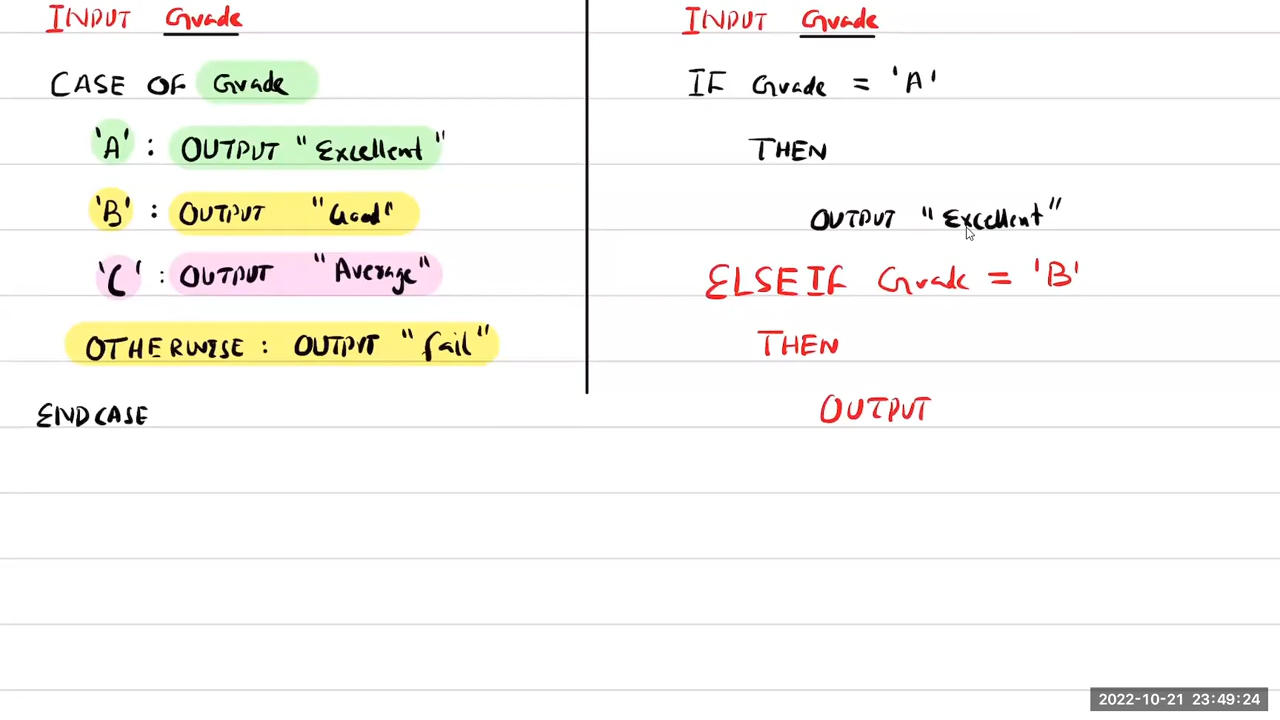 INPUT Grade
CASE OF Grade
'A' : OUTPUT "Excellent"
'B' : OUTPUT "Good"
'C' : OUTPUT "Average"
OTHERWISE : OUTPUT "fail"
ENDCASE
INPUT Grade
IF Grade = 'A'
THEN
OUTPUT "Excellent"
ELSEIF Grade = 'B'
THEN
OUTPUT
2022-10-21 23:49:24